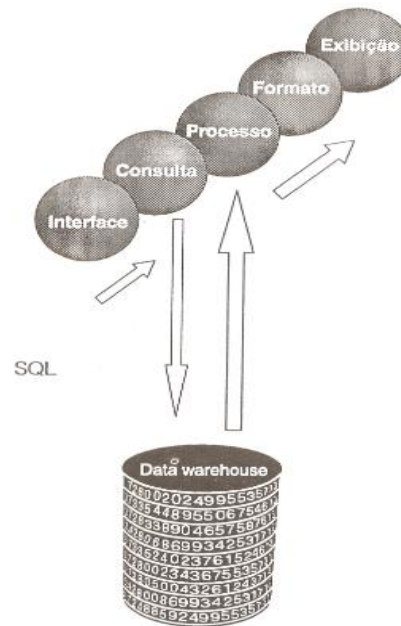 Exibição
Formato
Processo
Consulta
Interface
SQL
Data warehouse